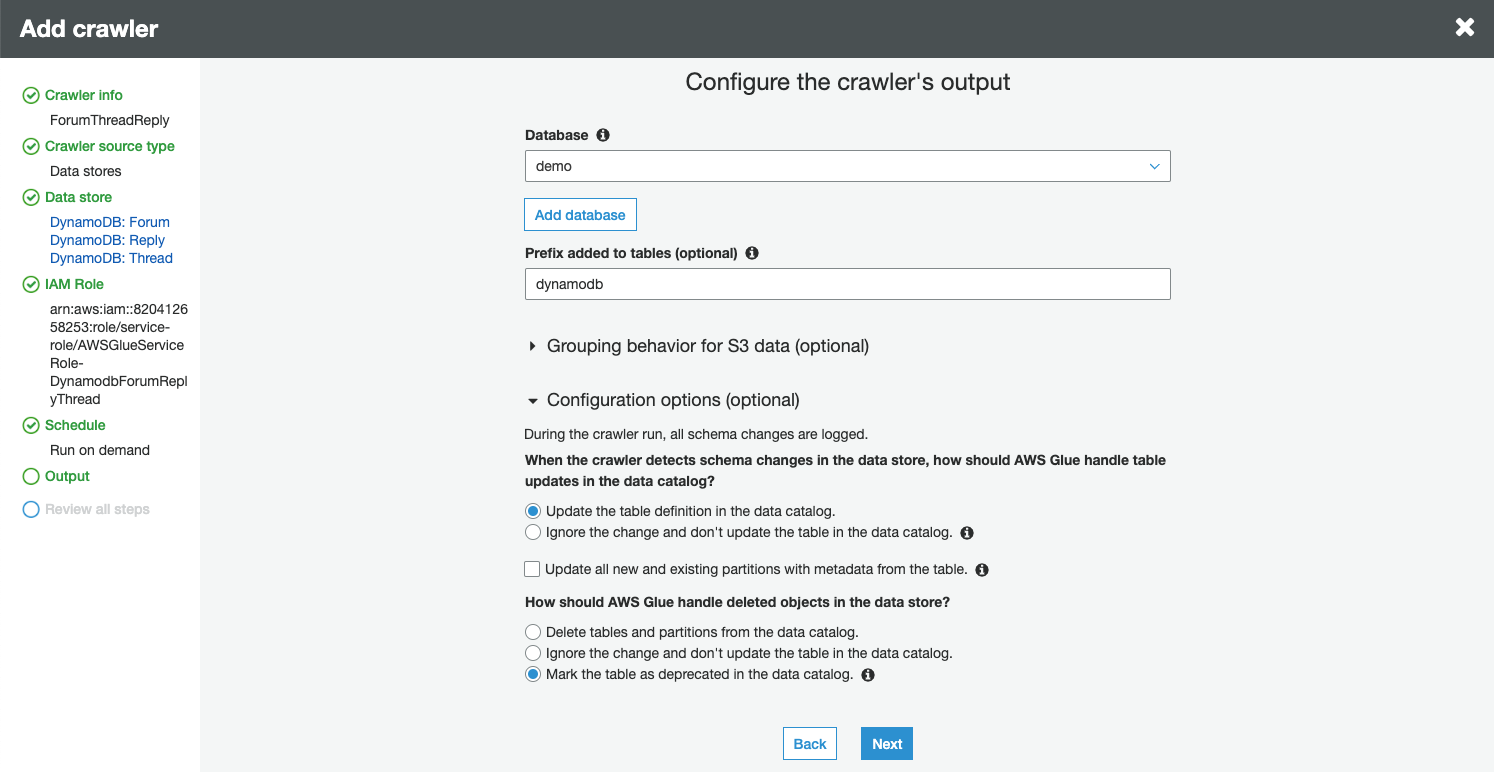 Add crawler
Crawler info
ForumThreadReply
Crawler source type
Data stores
Data store
DynamoDB: Forum
DynamoDB: Reply
DynamoDB: Thread
IAM Role
arn:aws:iam::8204126
58253:role/service-
role/AWSGlueService
Role-
DynamodbForumRepl
yThread
Schedule
Run on demand
Output
Review all steps
Configure the crawler's output
Database
demo
Add database
Prefix added to tables (optional)
dynamodb
Grouping behavior for S3 data (optional)
Configuration options (optional)
During the crawler run, all schema changes are logged.
When the crawler detects schema changes in the data store, how should AWS Glue handle table
updates in the data catalog?
Update the table definition in the data catalog.
Ignore the change and don't update the table in the data catalog.
Update all new and existing partitions with metadata from the table.
How should AWS Glue handle deleted objects in the data store?
Delete tables and partitions from the data catalog.
Ignore the change and don't update the table in the data catalog.
Mark the table as deprecated in the data catalog.
Back
Next